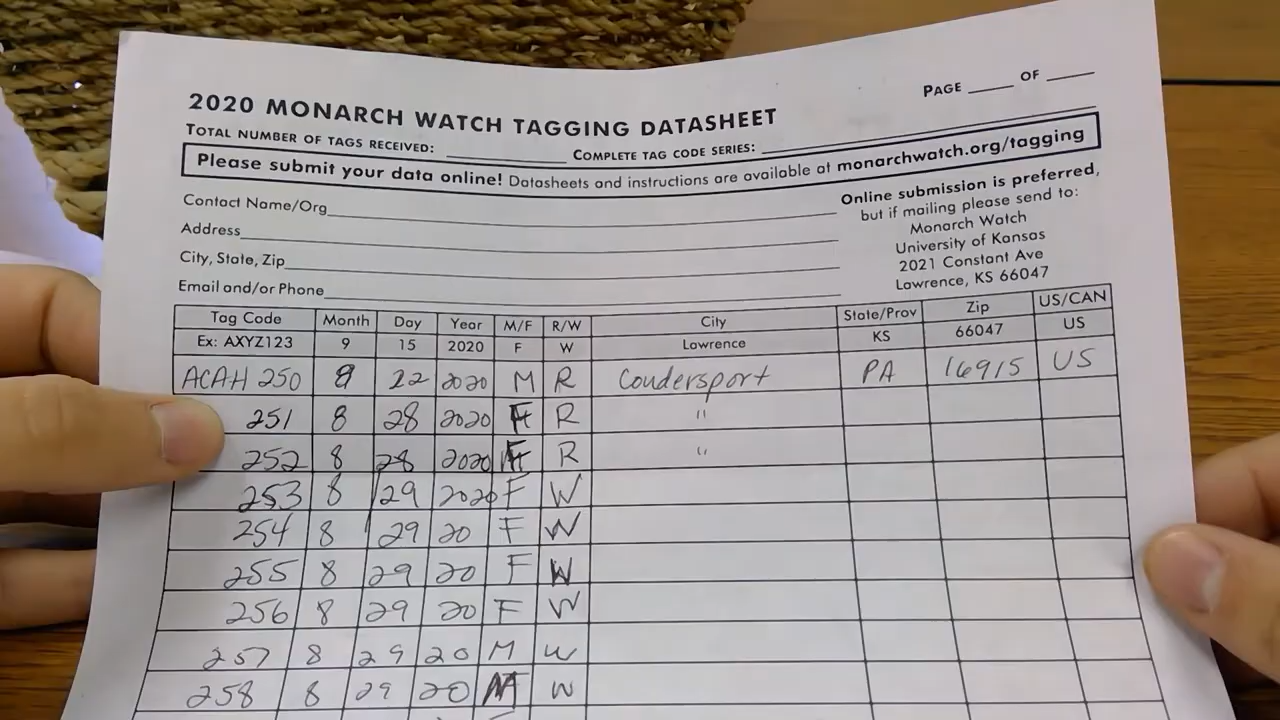 PAGE _____ OF _____
2020 MONARCH WATCH TAGGING DATASHEET
TOTAL NUMBER OF TAGS RECEIVED: __________ COMPLETE TAG CODE SERIES: __________
Please submit your data online! Datasheets and instructions are available at monarchwatch.org/tagging
Contact Name/Org
Address
City, State, Zip
Email and/or Phone
Online submission is preferred,
but if mailing please send to:
Monarch Watch
University of Kansas
2021 Constant Ave
Lawrence, KS 66047
Tag Code Month Day Year M/F R/W City State/Prov Zip US/CAN
Ex: AXYZ123 9 15 2020 F W Lawrence KS 66047 US
ACAH 250 22 2020 M R Coudersport PA 16915 US
251 8 28 2020 F R "
252 8 28 2020 F R "
253 8 29 2020 F W
254 8 29 20 F W
255 8 29 20 F W
256 8 29 20 F W
257 8 29 20 M W
258 8 29 20 M W